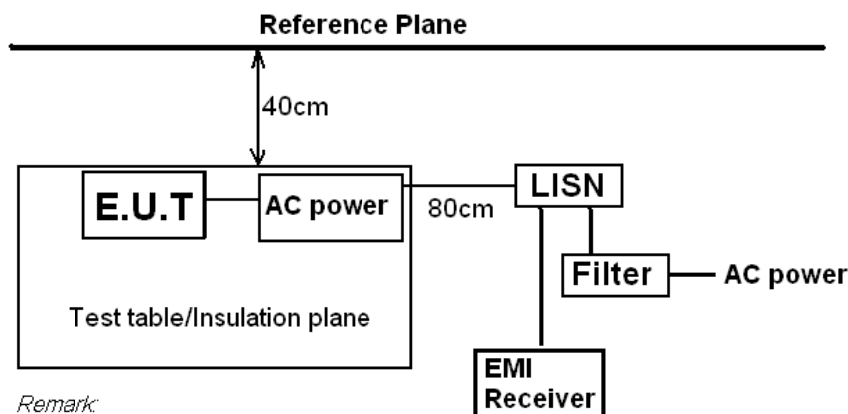 Reference Plane
40cm
E.U.T
AC power
LISN
80cm
Filter
AC power
Test table/Insulation plane
EMI
Receiver
Remark: